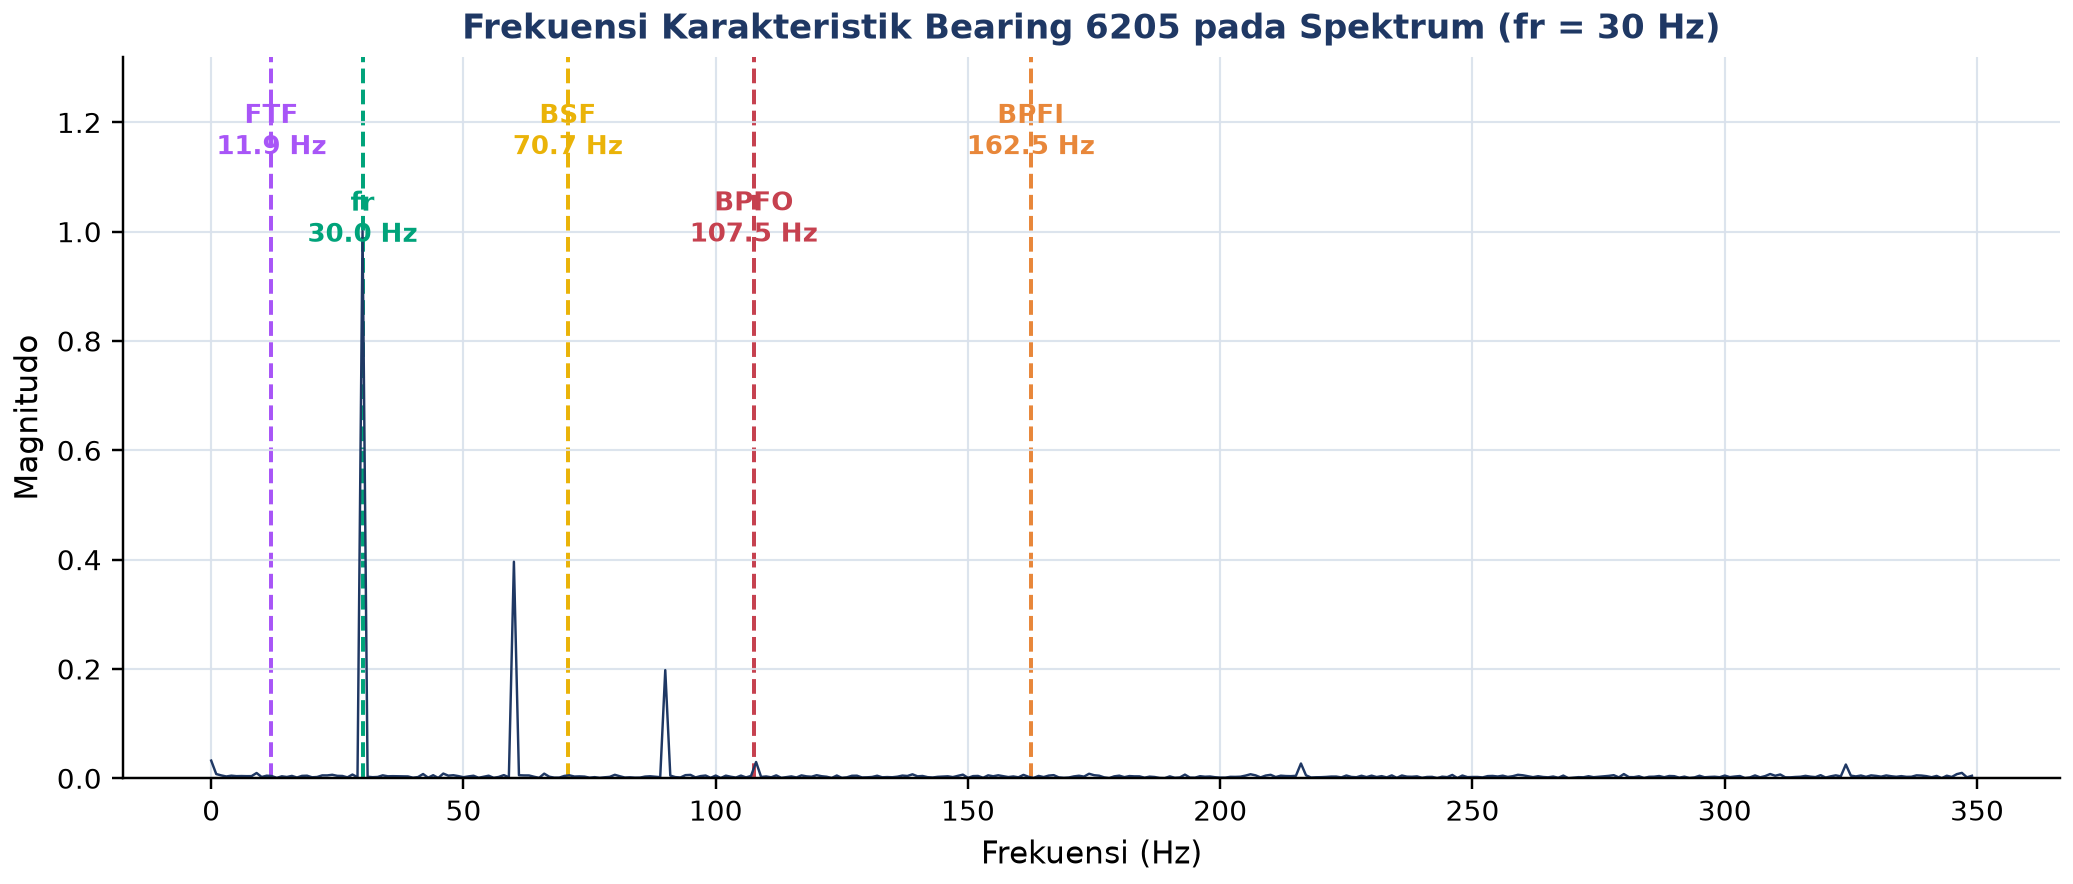 Frekuensi Karakteristik Bearing 6205 pada Spektrum (fr = 30 Hz)
FTF
11.9 Hz
BSF
70.7 Hz
BPFI
162.5 Hz
fr
30.0 Hz
BPFO
107.5 Hz
Magnitudo
1.2
1.0
0.8
0.6
0.4
0.2
0.0
0 50 100 150 200 250 300 350
Frekuensi (Hz)